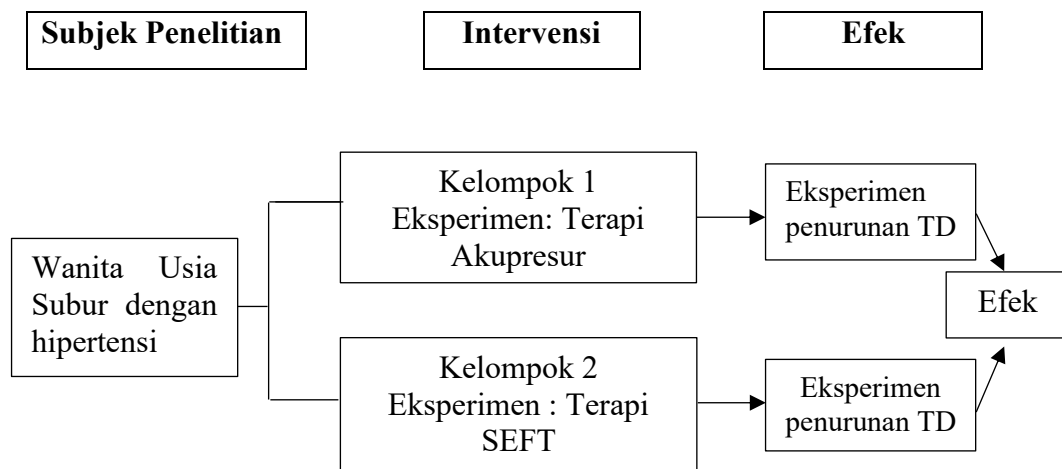 Subjek Penelitian
Intervensi
Efek
Wanita Usia
Subur dengan
hipertensi
Kelompok 1
Eksperimen: Terapi
Akupresur
Eksperimen
penurunan TD
Kelompok 2
Eksperimen : Terapi
SEFT
Eksperimen
penurunan TD
Efek